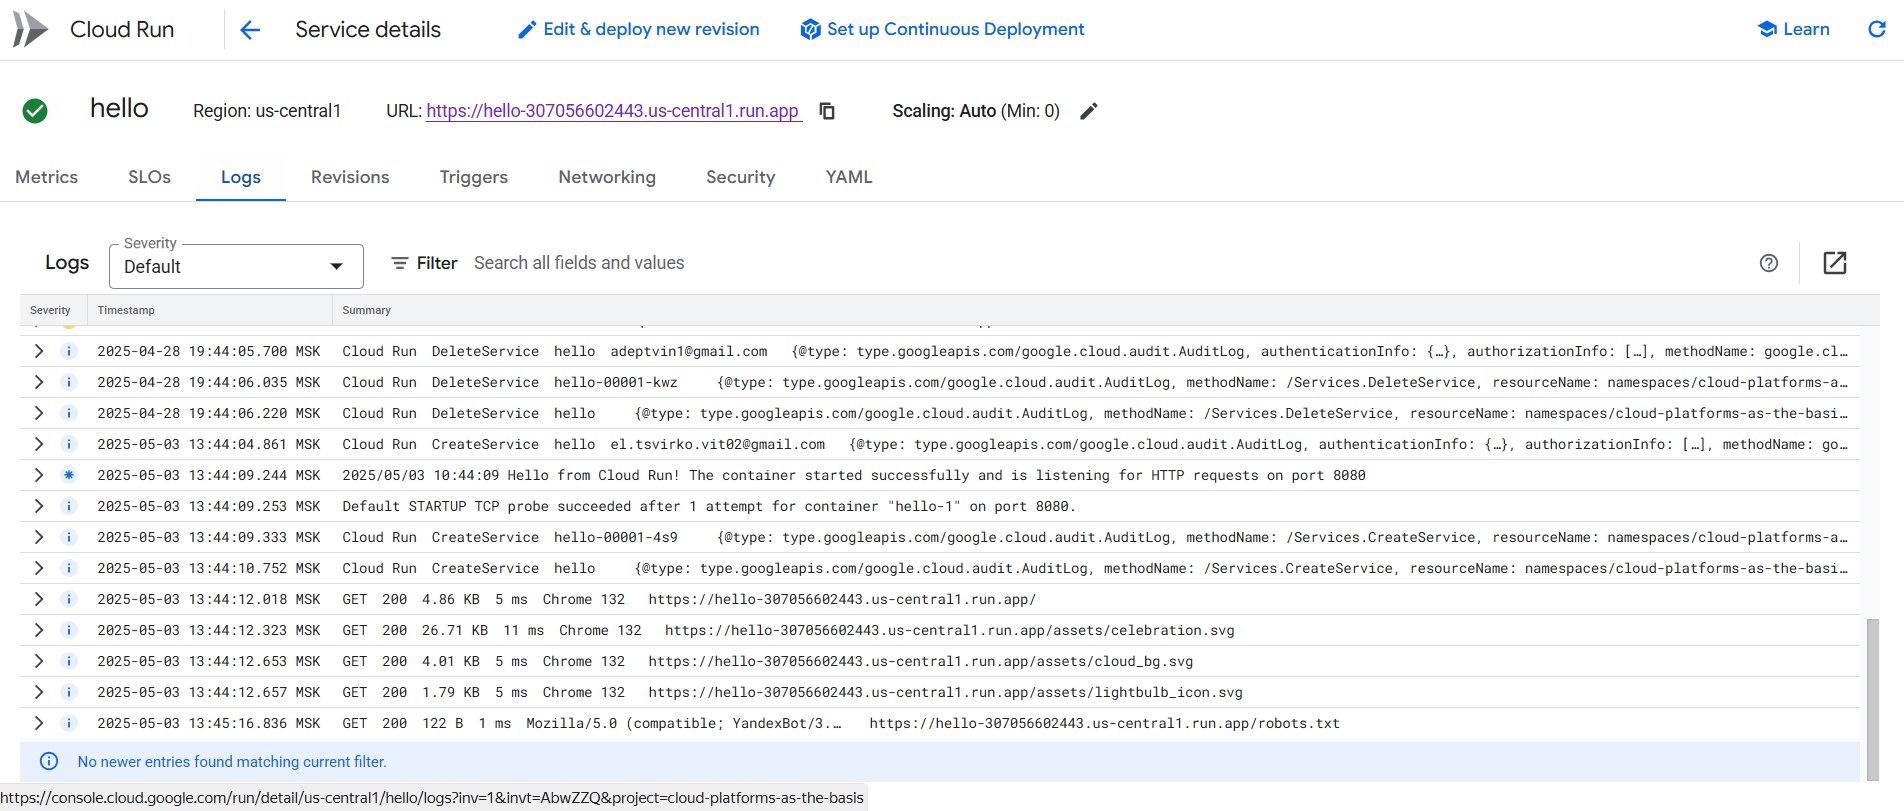 Cloud Run Service details Edit & deploy new revision Set up Continuous Deployment Learn
hello Region: us-central1 URL: https://hello-307056602443.us-central1.run.app Scaling: Auto (Min: 0)
Metrics SLOs Logs Revisions Triggers Networking Security YAML
Severity
Logs Default Filter Search all fields and values
Severity Timestamp Summary
2025-04-28 19:44:05.700 MSK Cloud Run DeleteService hello adeptvin1@gmail.com {@type: type.googleapis.com/google.cloud.audit.AuditLog, authenticationInfo: {…}, authorizationInfo: […], methodName: google.cl…
2025-04-28 19:44:06.035 MSK Cloud Run DeleteService hello-00001-kwz {@type: type.googleapis.com/google.cloud.audit.AuditLog, methodName: /Services.DeleteService, resourceName: namespaces/cloud-platforms-a…
2025-04-28 19:44:06.220 MSK Cloud Run DeleteService hello {@type: type.googleapis.com/google.cloud.audit.AuditLog, methodName: /Services.DeleteService, resourceName: namespaces/cloud-platforms-as-the-basi…
2025-05-03 13:44:04.861 MSK Cloud Run CreateService hello el.tsvirko.vit02@gmail.com {@type: type.googleapis.com/google.cloud.audit.AuditLog, authenticationInfo: {…}, authorizationInfo: […], methodName: go…
2025-05-03 13:44:09.244 MSK 2025/05/03 10:44:09 Hello from Cloud Run! The container started successfully and is listening for HTTP requests on port 8080
2025-05-03 13:44:09.253 MSK Default STARTUP TCP probe succeeded after 1 attempt for container "hello-1" on port 8080.
2025-05-03 13:44:09.333 MSK Cloud Run CreateService hello-00001-4s9 {@type: type.googleapis.com/google.cloud.audit.AuditLog, methodName: /Services.CreateService, resourceName: namespaces/cloud-platforms-a…
2025-05-03 13:44:10.752 MSK Cloud Run CreateService hello {@type: type.googleapis.com/google.cloud.audit.AuditLog, methodName: /Services.CreateService, resourceName: namespaces/cloud-platforms-as-the-basi…
2025-05-03 13:44:12.018 MSK GET 200 4.86 KB 5 ms Chrome 132 https://hello-307056602443.us-central1.run.app/
2025-05-03 13:44:12.323 MSK GET 200 26.71 KB 11 ms Chrome 132 https://hello-307056602443.us-central1.run.app/assets/celebration.svg
2025-05-03 13:44:12.653 MSK GET 200 4.01 KB 5 ms Chrome 132 https://hello-307056602443.us-central1.run.app/assets/cloud_bg.svg
2025-05-03 13:44:12.657 MSK GET 200 1.79 KB 5 ms Chrome 132 https://hello-307056602443.us-central1.run.app/assets/lightbulb_icon.svg
2025-05-03 13:45:16.836 MSK GET 200 122 B 1 ms Mozilla/5.0 (compatible; YandexBot/3.… https://hello-307056602443.us-central1.run.app/robots.txt
No newer entries found matching current filter.
https://console.cloud.google.com/run/detail/us-central1/hello/logs?inv=1&invt=AbwZZQ&project=cloud-platforms-as-the-basis